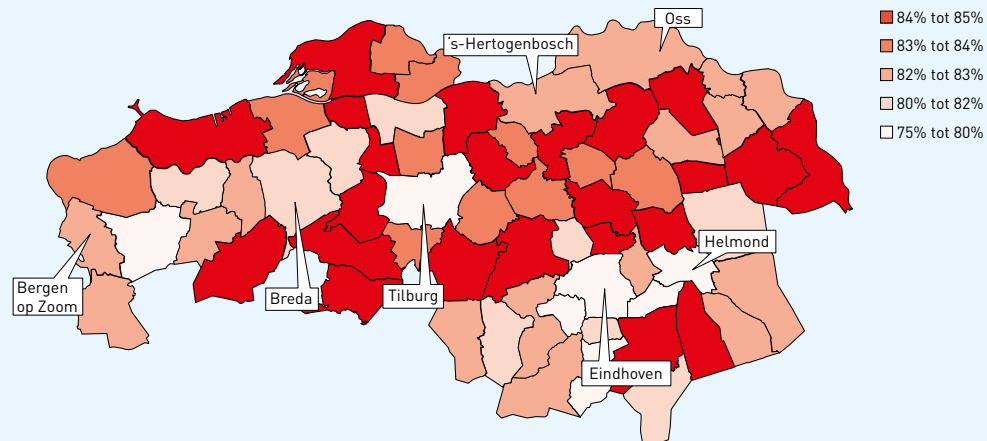 Oss
's-Hertogenbosch
84% tot 85%
83% tot 84%
82% tot 83%
80% tot 82%
75% tot 80%
Helmond
Bergen
op Zoom
Breda
Tilburg
Eindhoven